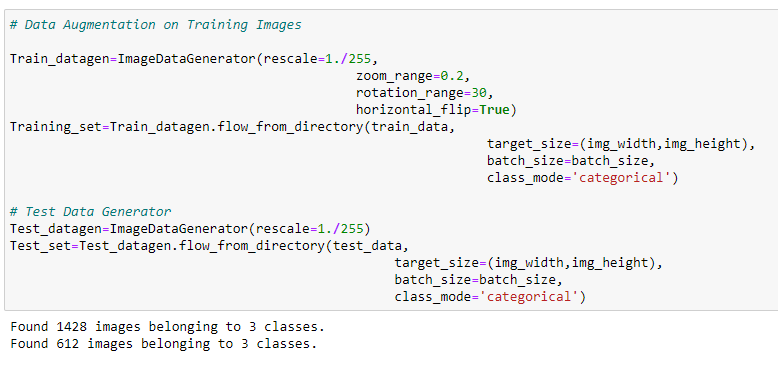 # Data Augmentation on Training Images
Train_datagen=ImageDataGenerator(rescale=1./255,
zoom_range=0.2,
rotation_range=30,
horizontal_flip=True)
Training_set=Train_datagen.flow_from_directory(train_data,
target_size=(img_width,img_height),
batch_size=batch_size,
class_mode='categorical')
# Test Data Generator
Test_datagen=ImageDataGenerator(rescale=1./255)
Test_set=Test_datagen.flow_from_directory(test_data,
target_size=(img_width,img_height),
batch_size=batch_size,
class_mode='categorical')
Found 1428 images belonging to 3 classes.
Found 612 images belonging to 3 classes.